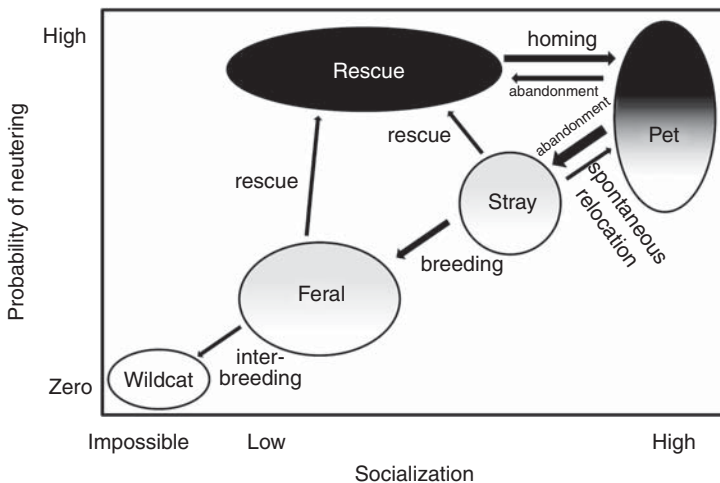 High
Probability of neutering
Zero
Rescue
homing
abandonment
abandonment
Pet
rescue
rescue
Stray
spontaneous
relocation
breeding
Feral
inter-
breeding
Wildcat
Impossible
Low
High
Socialization